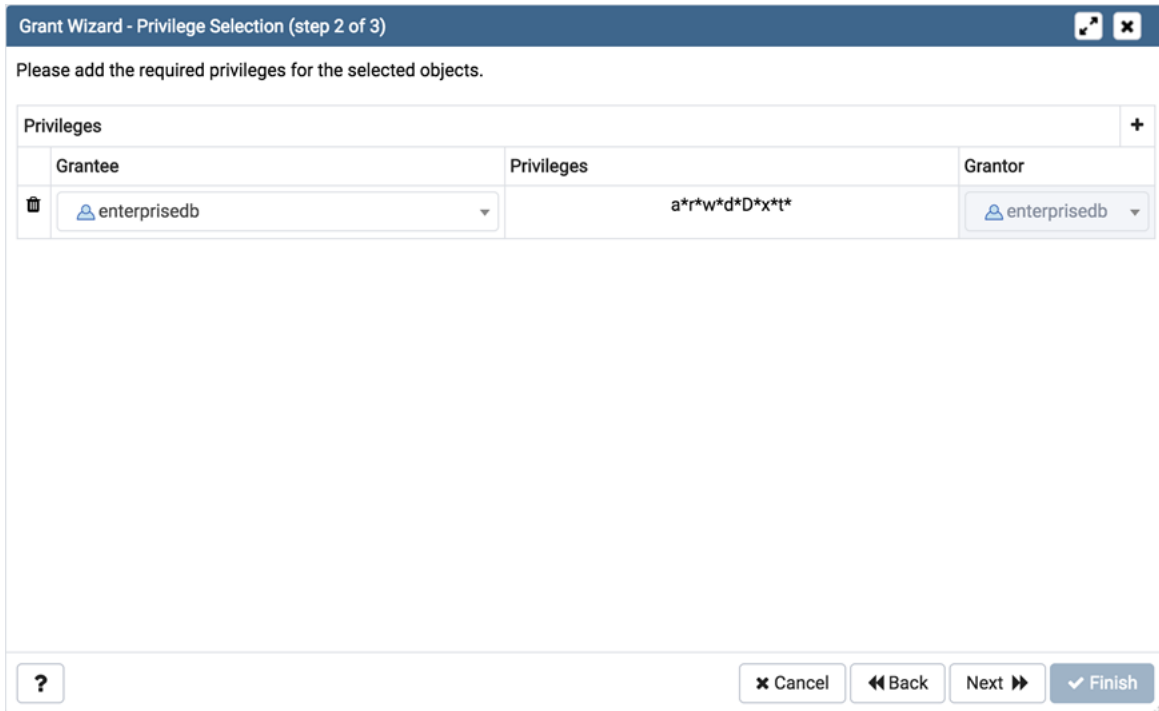 Grant Wizard - Privilege Selection (step 2 of 3)
Please add the required privileges for the selected objects.
Privileges
Grantee Privileges Grantor
enterprisedb a*r*w*d*D*x*t* enterprisedb
? Cancel Back Next Finish